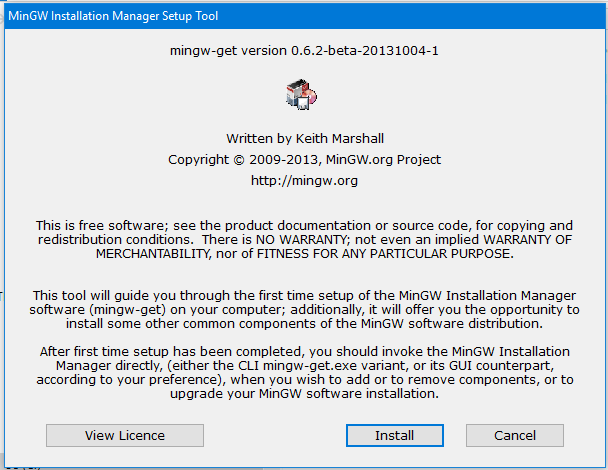 MinGW Installation Manager Setup Tool
mingw-get version 0.6.2-beta-20131004-1
Written by Keith Marshall
Copyright © 2009-2013, MinGW.org Project
http://mingw.org
This is free software; see the product documentation or source code, for copying and
redistribution conditions.  There is NO WARRANTY; not even an implied WARRANTY OF
MERCHANTABILITY, nor of FITNESS FOR ANY PARTICULAR PURPOSE.
This tool will guide you through the first time setup of the MinGW Installation Manager
software (mingw-get) on your computer; additionally, it will offer you the opportunity to
install some other common components of the MinGW software distribution.
After first time setup has been completed, you should invoke the MinGW Installation
Manager directly, (either the CLI mingw-get.exe variant, or its GUI counterpart,
according to your preference), when you wish to add or to remove components, or to
upgrade your MinGW software installation.
View Licence
Install
Cancel